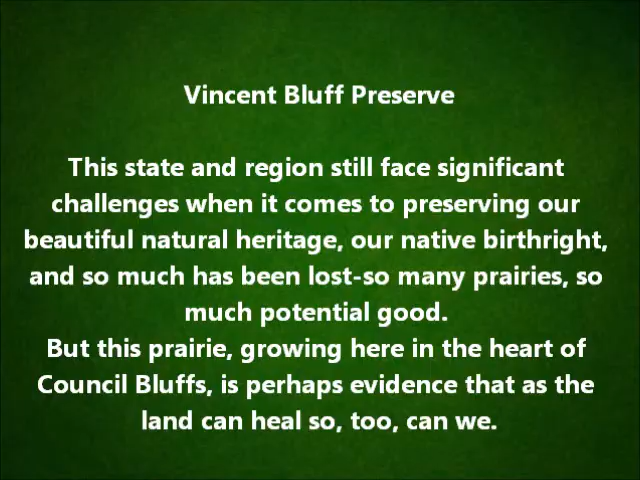 Vincent Bluff Preserve
This state and region still face significant
challenges when it comes to preserving our
beautiful natural heritage, our native birthright,
and so much has been lost-so many prairies, so
much potential good.
But this prairie, growing here in the heart of
Council Bluffs, is perhaps evidence that as the
land can heal so, too, can we.